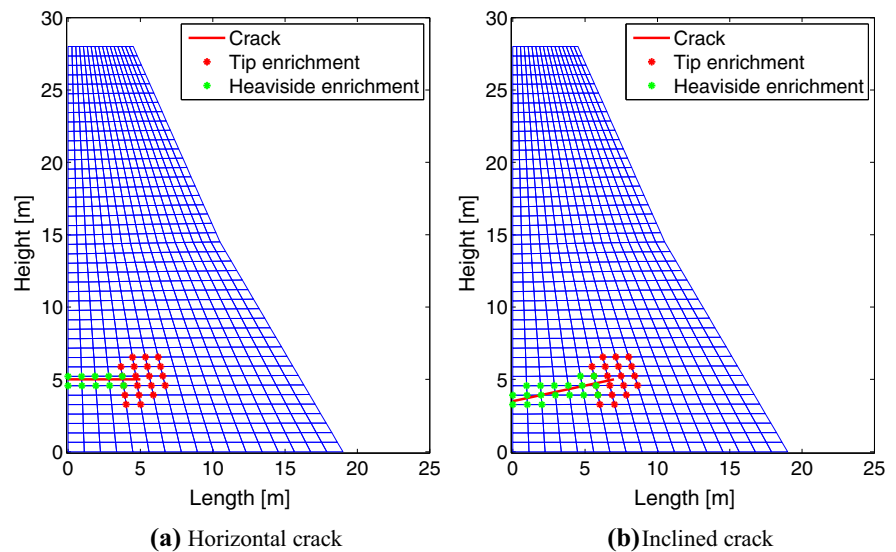 30
25
20
15
10
5
0
Height [m]
0 5 10 15 20 25
Length [m]
Crack
Tip enrichment
Heaviside enrichment
(a) Horizontal crack
30
25
20
15
10
5
0
Height [m]
0 5 10 15 20 25
Length [m]
Crack
Tip enrichment
Heaviside enrichment
(b) Inclined crack